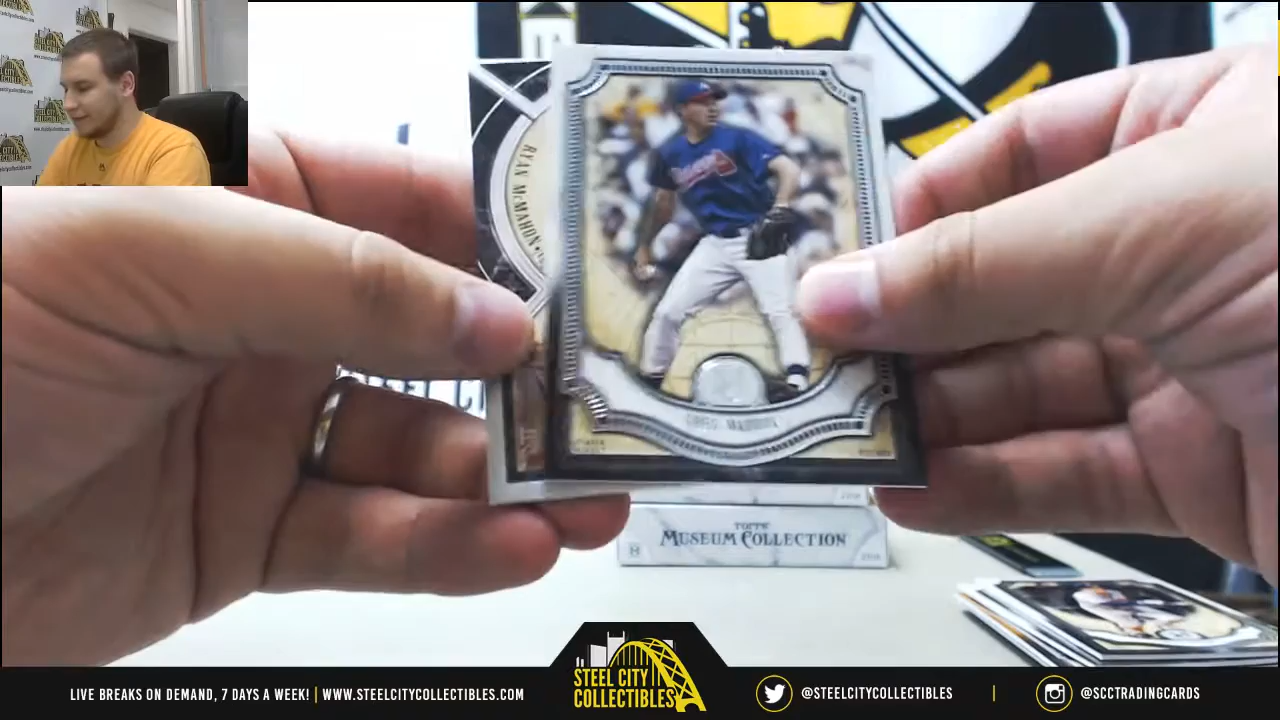 RYAN McMAHON
GREG MADDUX
TOPPS
MUSEUM COLLECTION
STEEL CITY
COLLECTIBLES
LIVE BREAKS ON DEMAND, 7 DAYS A WEEK! | WWW.STEELCITYCOLLECTIBLES.COM
@STEELCITYCOLLECTIBLES | @SCCTRADINGCARDS